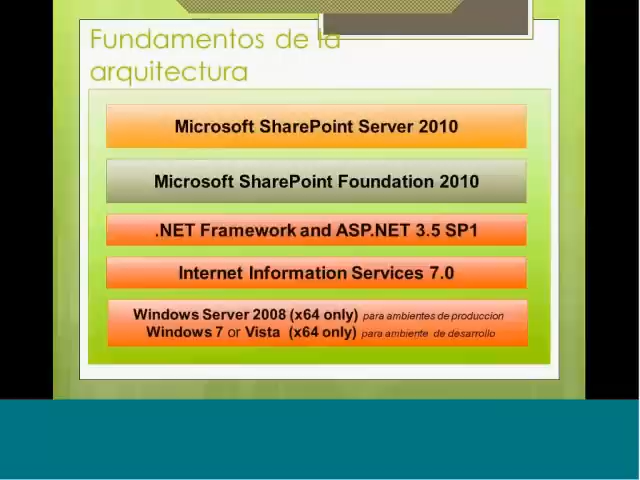 Fundamentos de la
arquitectura
Microsoft SharePoint Server 2010
Microsoft SharePoint Foundation 2010
.NET Framework and ASP.NET 3.5 SP1
Internet Information Services 7.0
Windows Server 2008 (x64 only) para ambientes de produccion
Windows 7 or Vista (x64 only) para ambiente de desarrollo